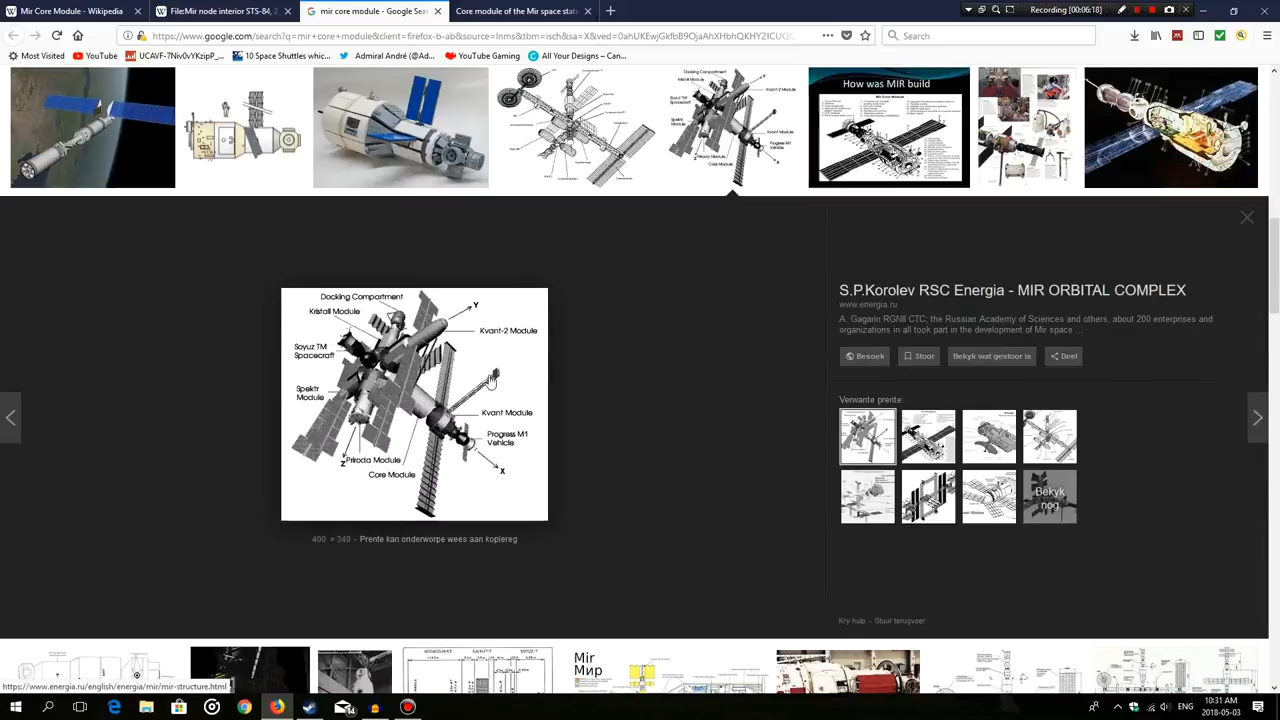 Mir Core Module - Wikipedia
File:Mir node interior STS-84.
mir core module - Google Sear
Core module of the Mir space stati
Recording [00:06:18]
https://www.google.com/search?q=mir+core+module&client=firefox-b-ab&source=lnms&tbm=isch&sa=X&ved=
Search
Most Visited
YouTube
10 Space Shuttles whic...
Admiral André (@Ad...
YouTube Gaming
All Your Designs – Can...
How was MIR build
Docking Compartment
Kristall Module
Kvant-2 Module
Soyuz TM
Spacecraft
Spektr
Module
Kvant Module
Progress M1
Vehicle
Priroda Module
Core Module
X
Y
Z
400 × 349 - Prente kan onderworpe wees aan kopiereg
S.P.Korolev RSC Energia - MIR ORBITAL COMPLEX
www.energia.ru
A. Gagarin RGNII CTC; the Russian Academy of Sciences and others, about 200 enterprises and
organizations in all took part in the development of Mir space ...
Besoek
Stoor
Bekyk wat gestoor is
Deel
Verwante prente:
Bekyk
nog
Kry hulp - Stuur terugvoer
Mir
Мир
https://www.energia.ru/english/energia/mir/mir-structure.html
14
ENG
10:31 AM
2018-05-03